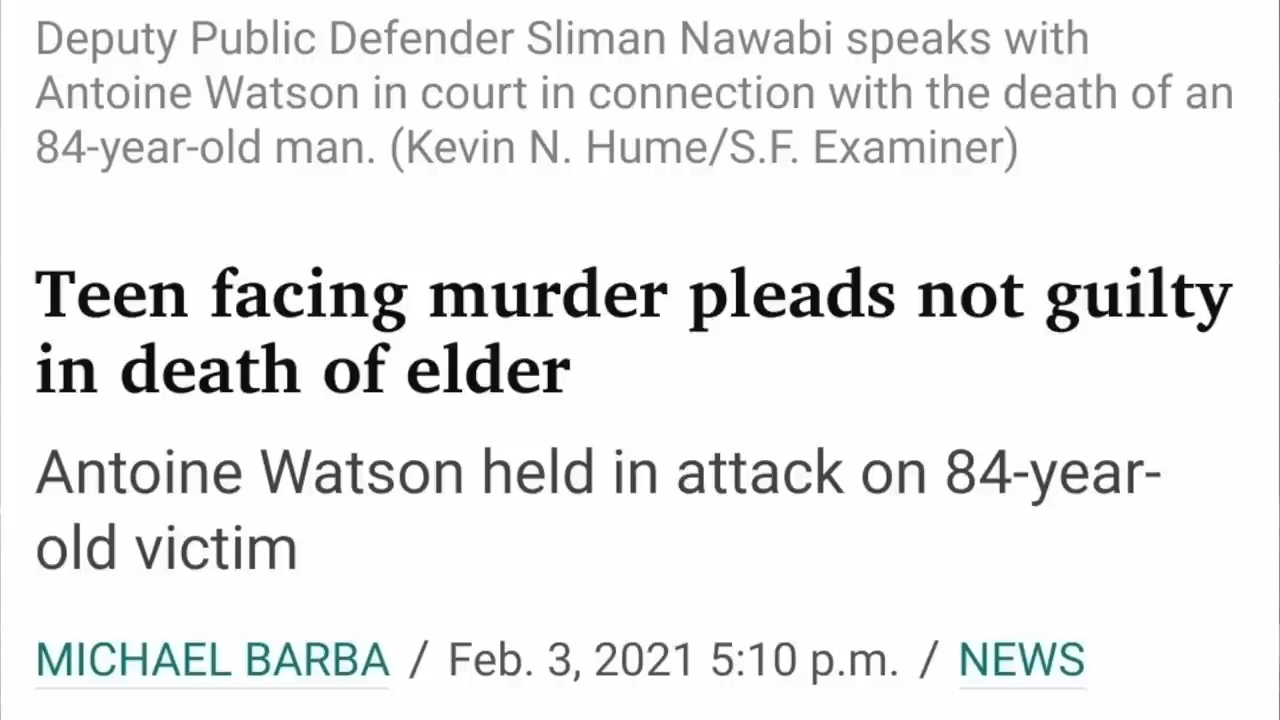 Deputy Public Defender Sliman Nawabi speaks with
Antoine Watson in court in connection with the death of an
84-year-old man. (Kevin N. Hume/S.F. Examiner)
Teen facing murder pleads not guilty
in death of elder
Antoine Watson held in attack on 84-year-
old victim
MICHAEL BARBA / Feb. 3, 2021 5:10 p.m. / NEWS